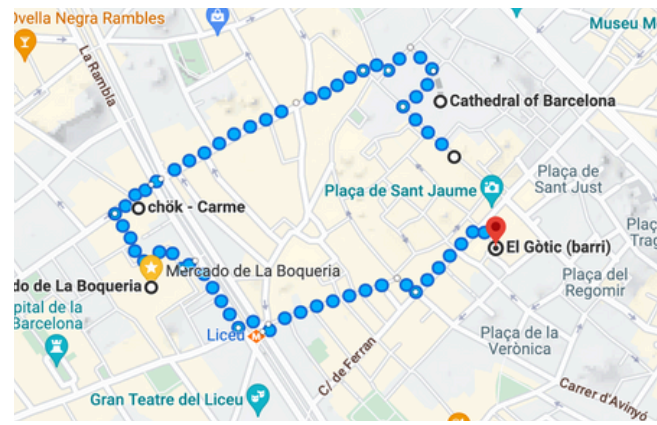 Ovella Negra Rambles
Museu M
La Rambla
Cathedral of Barcelona
Plaça de
Sant Just
Plaça de Sant Jaume
chök - Carme
Plaç
Trag
El Gòtic (barri)
Mercado de La Boqueria
do de La Boqueria
Plaça del
Regomir
pital de la
Barcelona
Liceu
M
Plaça de la
Verònica
C/ de Ferran
Gran Teatre del Liceu
Carrer d'Avinyó